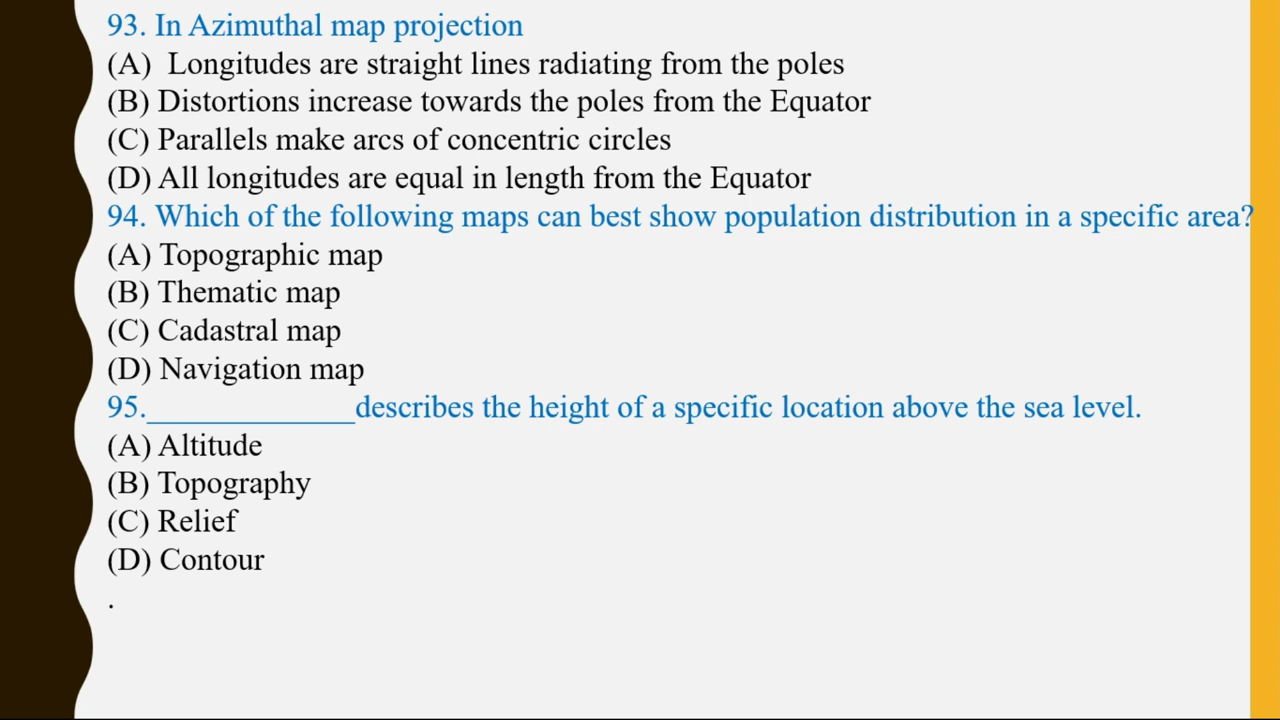 93. In Azimuthal map projection
(A) Longitudes are straight lines radiating from the poles
(B) Distortions increase towards the poles from the Equator
(C) Parallels make arcs of concentric circles
(D) All longitudes are equal in length from the Equator
94. Which of the following maps can best show population distribution in a specific area?
(A) Topographic map
(B) Thematic map
(C) Cadastral map
(D) Navigation map
95._____________describes the height of a specific location above the sea level.
(A) Altitude
(B) Topography
(C) Relief
(D) Contour
.